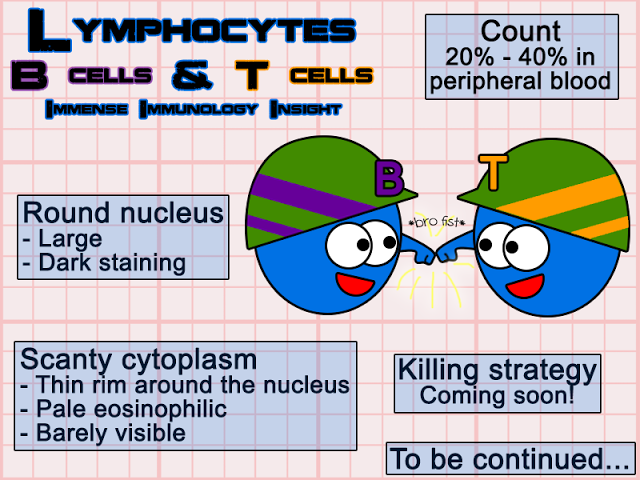 Lymphocytes
B cells & T cells
Immense Immunology Insight
Count
20% - 40% in
peripheral blood
B
T
*bro fist*
Round nucleus
- Large
- Dark staining
Scanty cytoplasm
- Thin rim around the nucleus
- Pale eosinophilic
- Barely visible
Killing strategy
Coming soon!
To be continued...